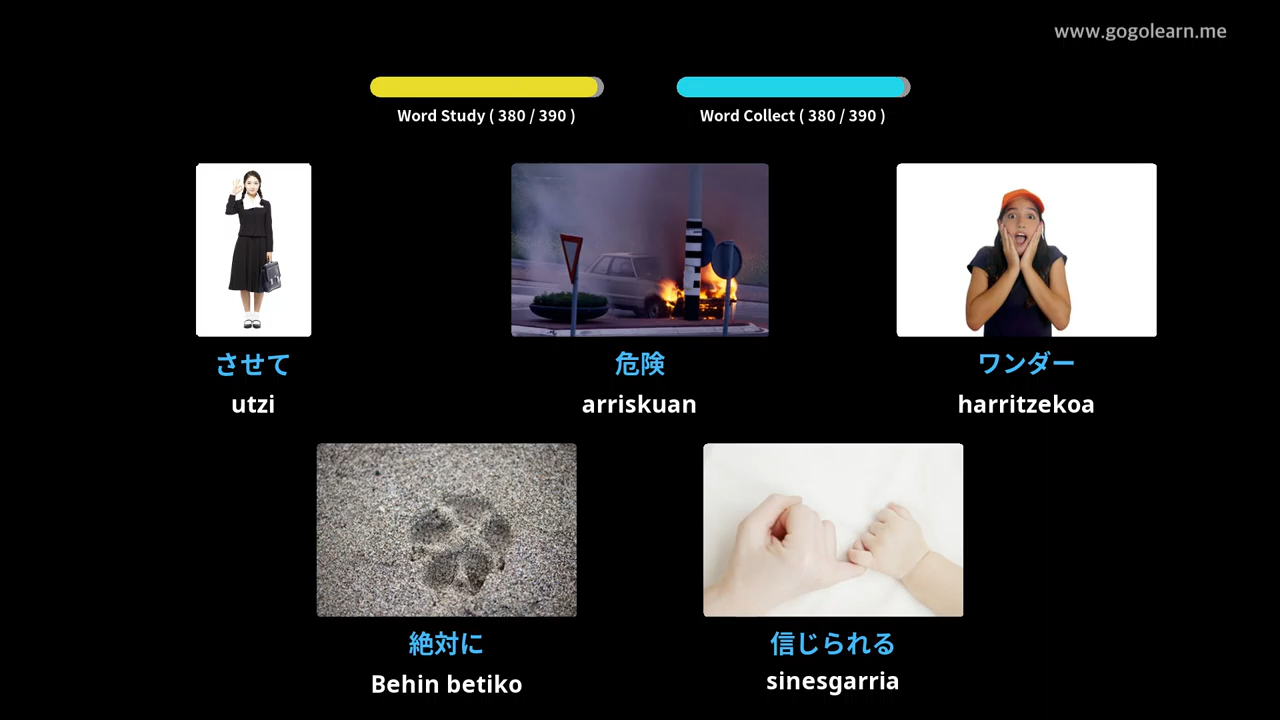 www.gogolearn.me
Word Study ( 380 / 390 )
Word Collect ( 380 / 390 )
させて
utzi
危険
arriskuan
ワンダー
harritzekoa
絶対に
Behin betiko
信じられる
sinesgarria